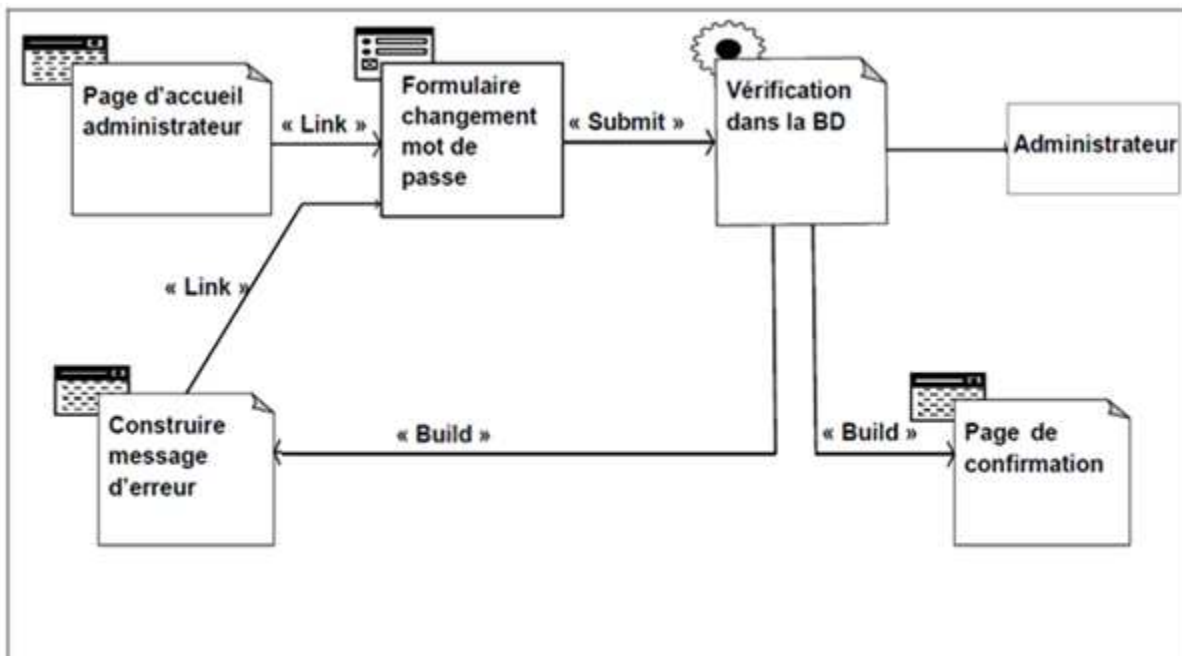 Page d'accueil
administrateur
« Link »
Formulaire
changement
mot de
passe
« Submit »
Vérification
dans la BD
Administrateur
« Link »
Construire
message
d'erreur
« Build »
« Build »
Page de
confirmation